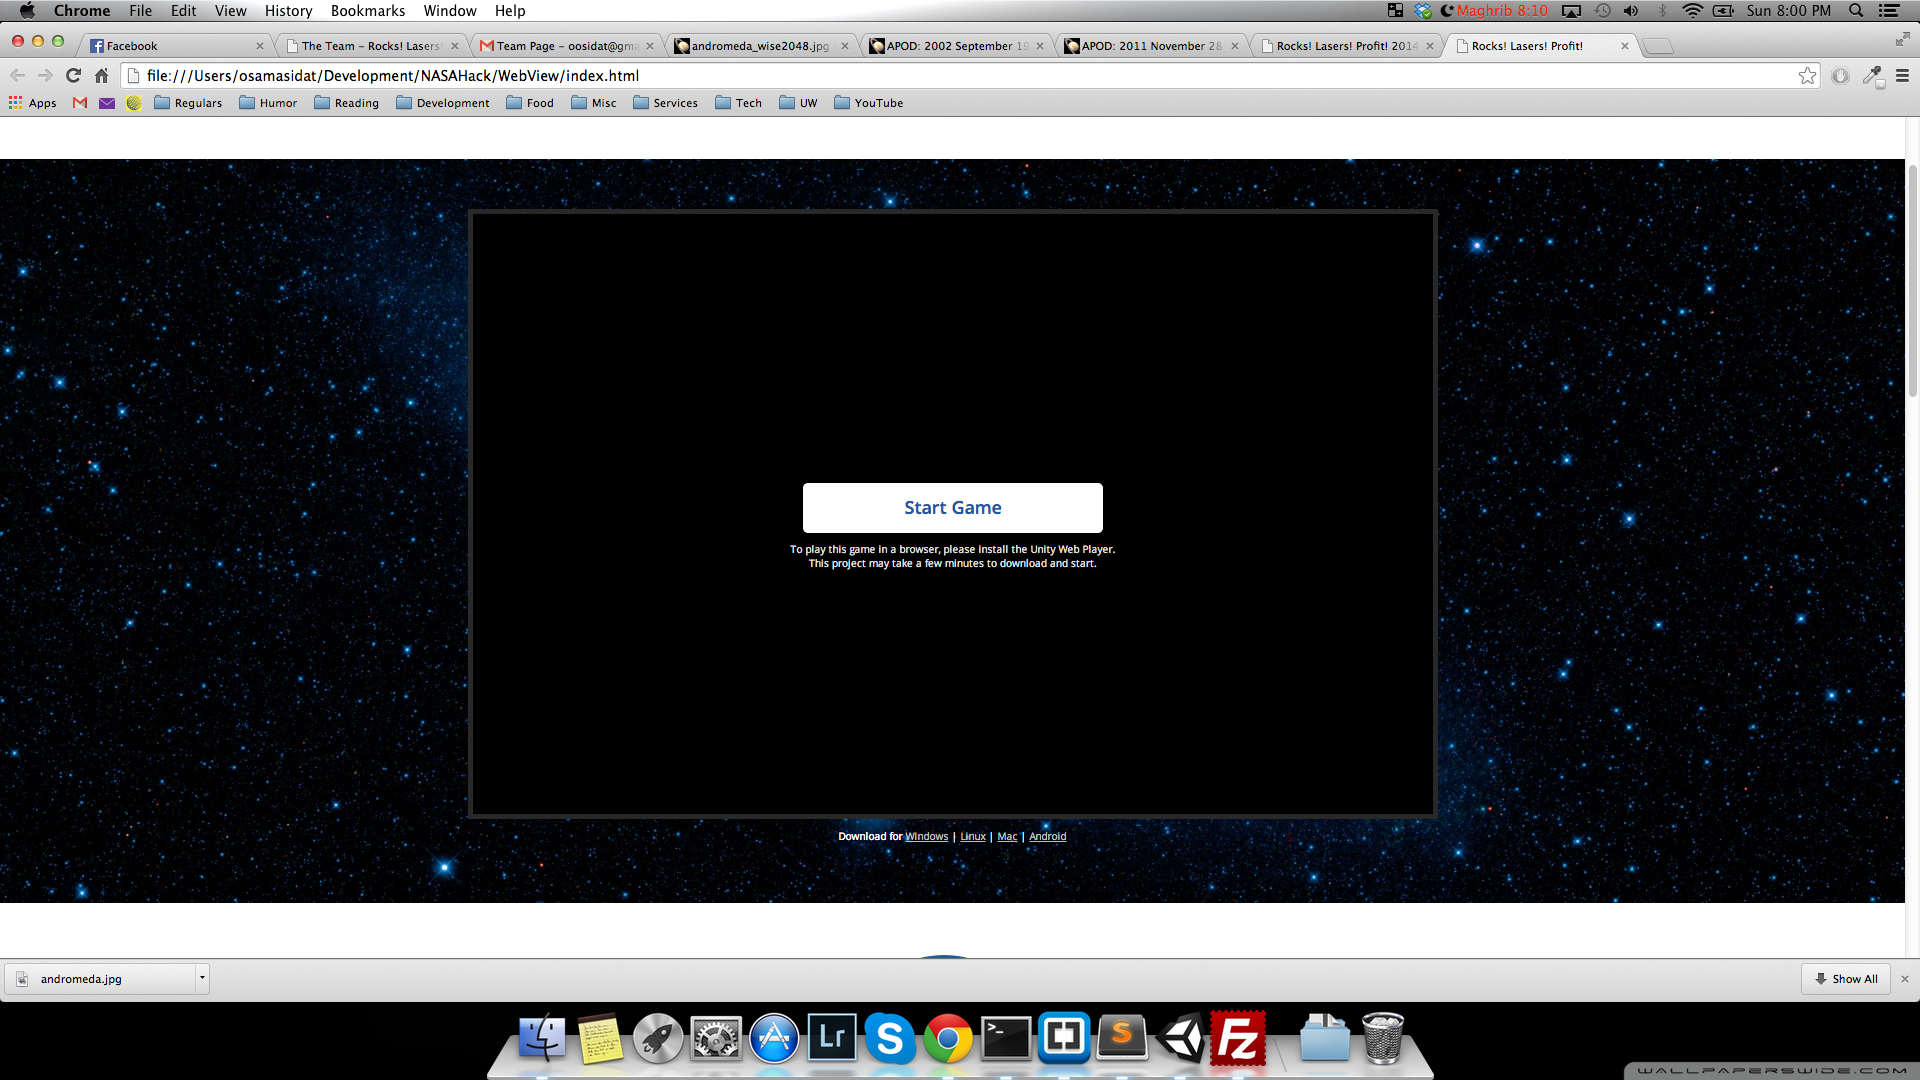 Chrome File Edit View History Bookmarks Window Help Maghrib 8:10 Sun 8:00 PM
Facebook The Team – Rocks! Lasers! Team Page – oosidat@gma andromeda_wise2048.jpg APOD: 2002 September 19 APOD: 2011 November 28 Rocks! Lasers! Profit! 2014 Rocks! Lasers! Profit!
file:///Users/osamasidat/Development/NASAHack/WebView/index.html
Apps Regulars Humor Reading Development Food Misc Services Tech UW YouTube
Start Game
To play this game in a browser, please install the Unity Web Player.
This project may take a few minutes to download and start.
Download for Windows | Linux | Mac | Android
andromeda.jpg Show All
Lr S S Fz
WALLPAPERSWIDE.COM